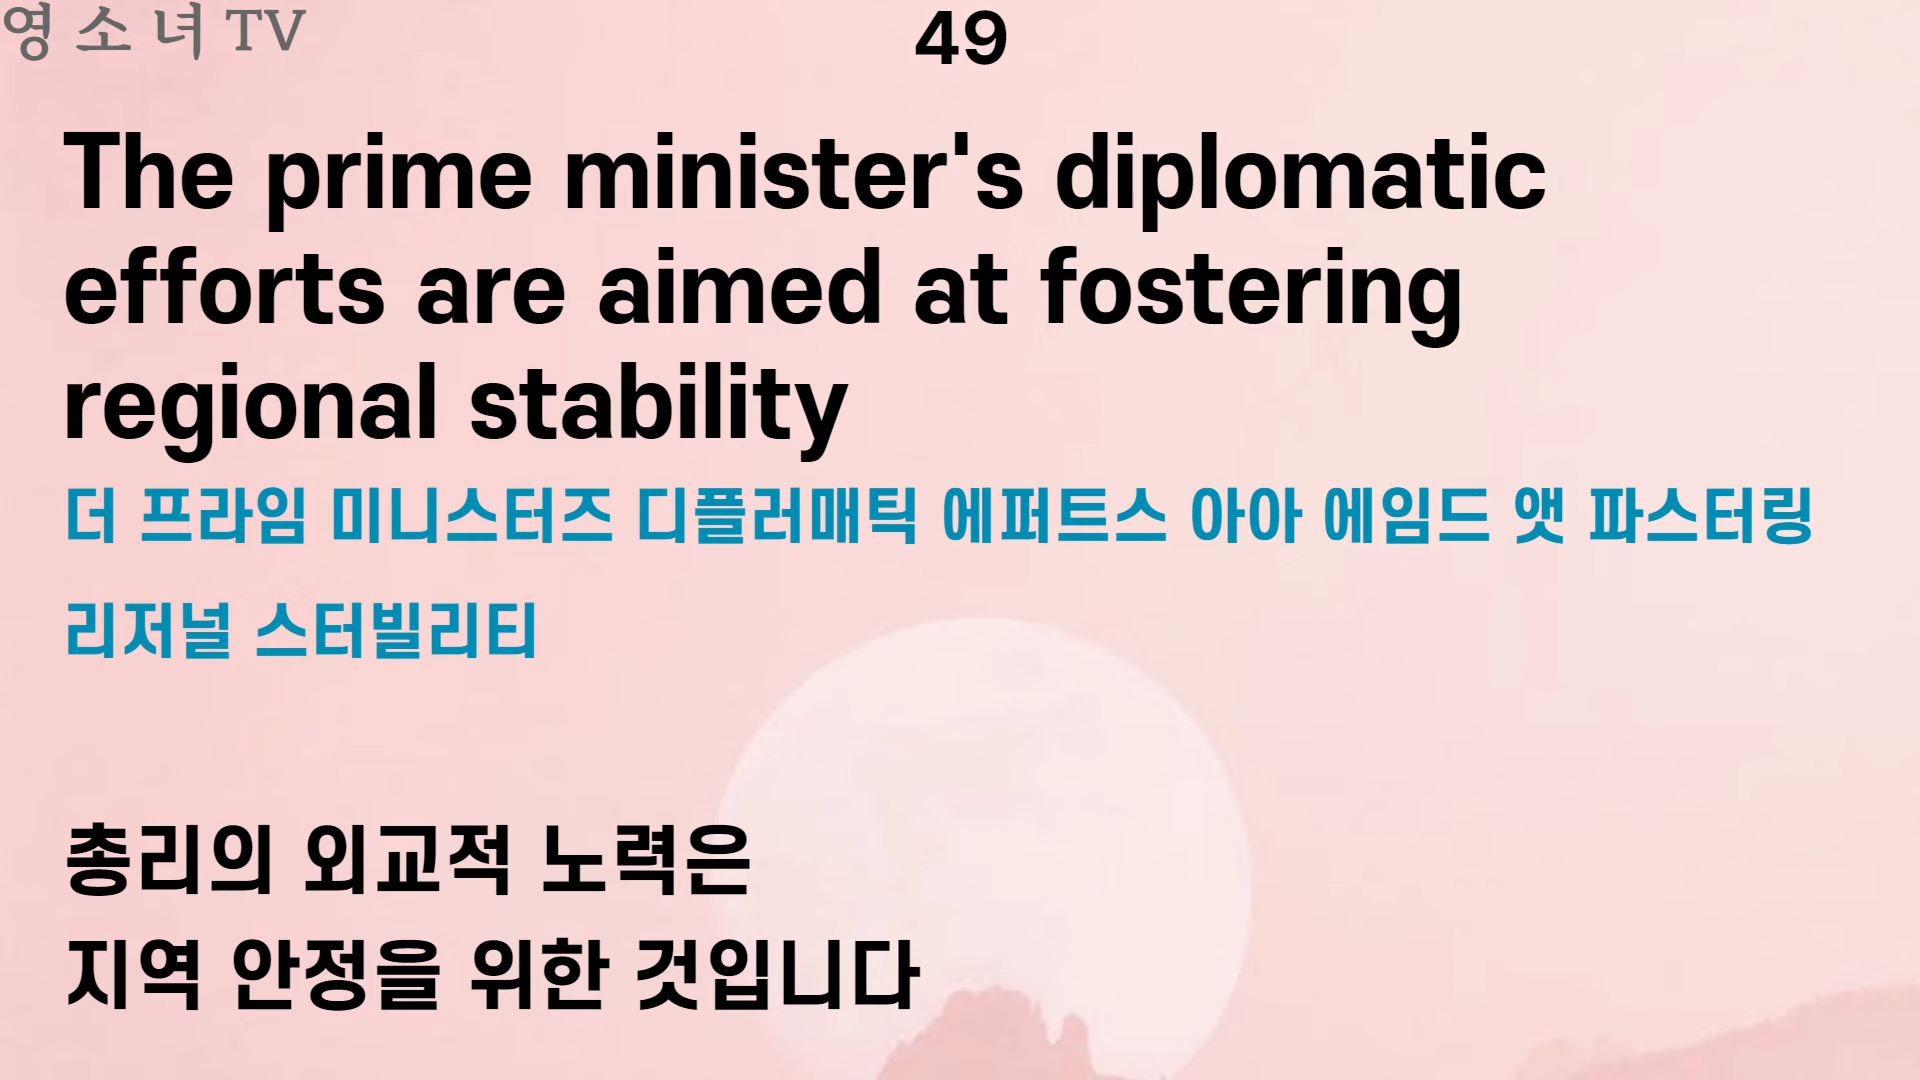 영소녀TV
49
The prime minister's diplomatic
efforts are aimed at fostering
regional stability
더 프라임 미니스터즈 디플러매틱 에퍼트스 아아 에임드 앳 파스터링
리저널 스터빌리티
총리의 외교적 노력은
지역 안정을 위한 것입니다